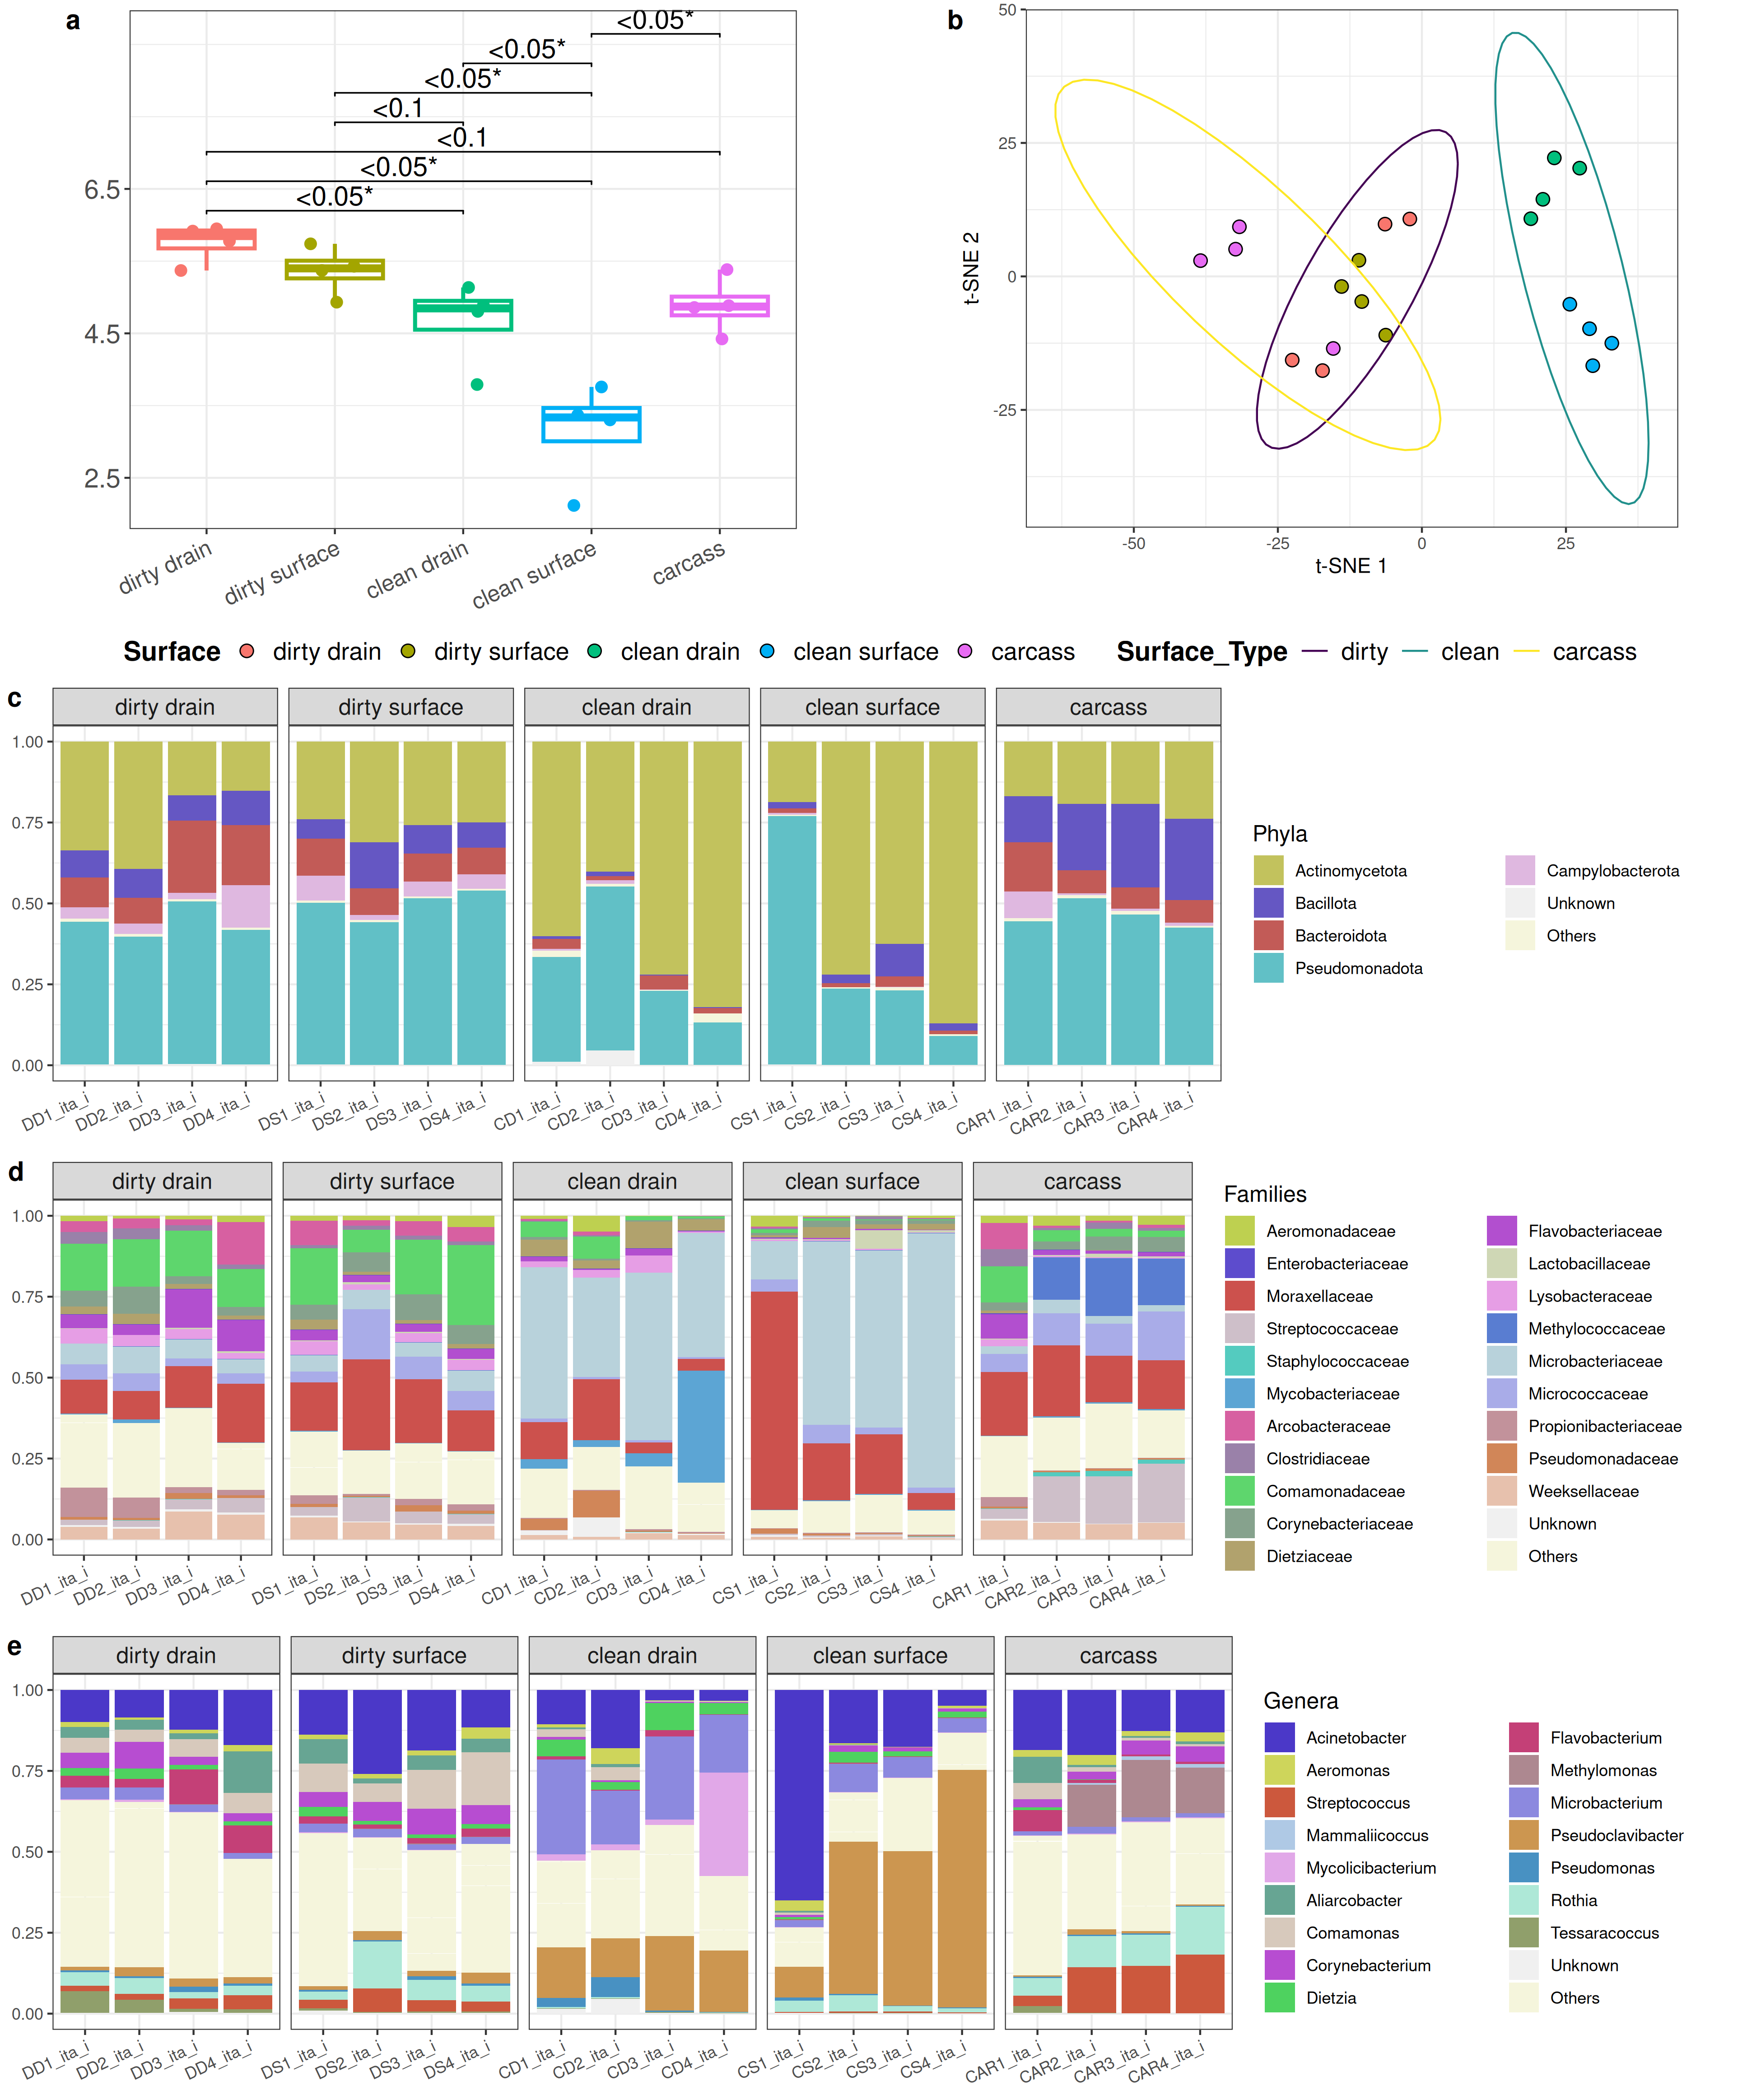 a
<0.05*
<0.05*
<0.05*
<0.1
<0.1
<0.05*
<0.05*
6.5
4.5
2.5
dirty drain
dirty surface
clean drain
clean surface
carcass
b
50
25
0
-25
t-SNE 2
-50
-25
0
25
t-SNE 1
Surface dirty drain dirty surface clean drain clean surface carcass Surface_Type dirty clean carcass
c
dirty drain dirty surface clean drain clean surface carcass
1.00
0.75
0.50
0.25
0.00
DD1_ita_i DD2_ita_i DD3_ita_i DD4_ita_i DS1_ita_i DS2_ita_i DS3_ita_i DS4_ita_i CD1_ita_i CD2_ita_i CD3_ita_i CD4_ita_i CS1_ita_i CS2_ita_i CS3_ita_i CS4_ita_i CAR1_ita_i CAR2_ita_i CAR3_ita_i CAR4_ita_i
Phyla
Actinomycetota
Bacillota
Bacteroidota
Pseudomonadota
Campylobacterota
Unknown
Others
d
dirty drain dirty surface clean drain clean surface carcass
1.00
0.75
0.50
0.25
0.00
DD1_ita_i DD2_ita_i DD3_ita_i DD4_ita_i DS1_ita_i DS2_ita_i DS3_ita_i DS4_ita_i CD1_ita_i CD2_ita_i CD3_ita_i CD4_ita_i CS1_ita_i CS2_ita_i CS3_ita_i CS4_ita_i CAR1_ita_i CAR2_ita_i CAR3_ita_i CAR4_ita_i
Families
Aeromonadaceae
Enterobacteriaceae
Moraxellaceae
Streptococcaceae
Staphylococcaceae
Mycobacteriaceae
Arcobacteraceae
Clostridiaceae
Comamonadaceae
Corynebacteriaceae
Dietziaceae
Flavobacteriaceae
Lactobacillaceae
Lysobacteraceae
Methylococcaceae
Microbacteriaceae
Micrococcaceae
Propionibacteriaceae
Pseudomonadaceae
Weeksellaceae
Unknown
Others
e
dirty drain dirty surface clean drain clean surface carcass
1.00
0.75
0.50
0.25
0.00
DD1_ita_i DD2_ita_i DD3_ita_i DD4_ita_i DS1_ita_i DS2_ita_i DS3_ita_i DS4_ita_i CD1_ita_i CD2_ita_i CD3_ita_i CD4_ita_i CS1_ita_i CS2_ita_i CS3_ita_i CS4_ita_i CAR1_ita_i CAR2_ita_i CAR3_ita_i CAR4_ita_i
Genera
Acinetobacter
Aeromonas
Streptococcus
Mammaliicoccus
Mycolicibacterium
Aliarcobacter
Comamonas
Corynebacterium
Dietzia
Flavobacterium
Methylomonas
Microbacterium
Pseudoclavibacter
Pseudomonas
Rothia
Tessaracoccus
Unknown
Others